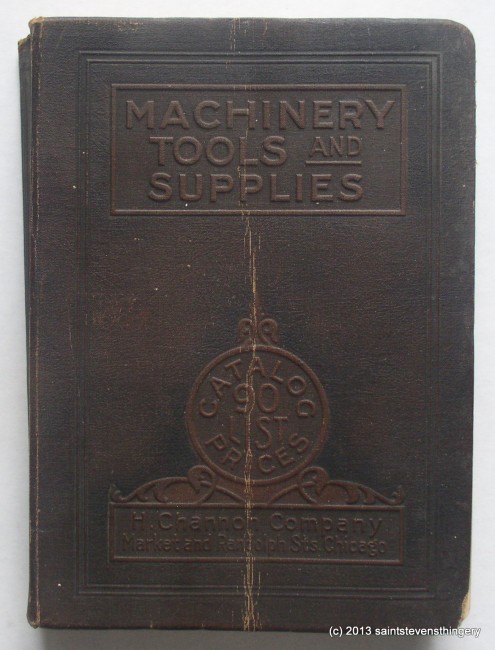 MACHINERY
TOOLS AND
SUPPLIES
CATALOG
90
LIST
PRICES
H. Channon Company
Market and Randolph Sts. Chicago
(c) 2013 saintstevensthingery